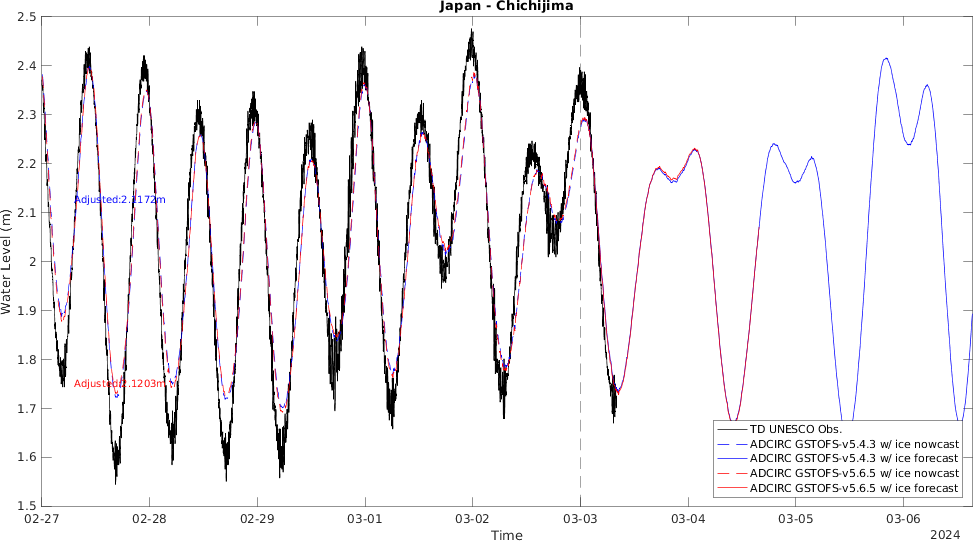 Japan - Chichijima
2.5
2.4
2.3
2.2
2.1
2
1.9
1.8
1.7
1.6
1.5
Water Level (m)
Adjusted:2.1172m
Adjusted:2.1203m
TD UNESCO Obs.
ADCIRC GSTOFS-v5.4.3 w/ ice nowcast
ADCIRC GSTOFS-v5.4.3 w/ ice forecast
ADCIRC GSTOFS-v5.6.5 w/ ice nowcast
ADCIRC GSTOFS-v5.6.5 w/ ice forecast
02-27 02-28 02-29 03-01 03-02 03-03 03-04 03-05 03-06
Time
2024